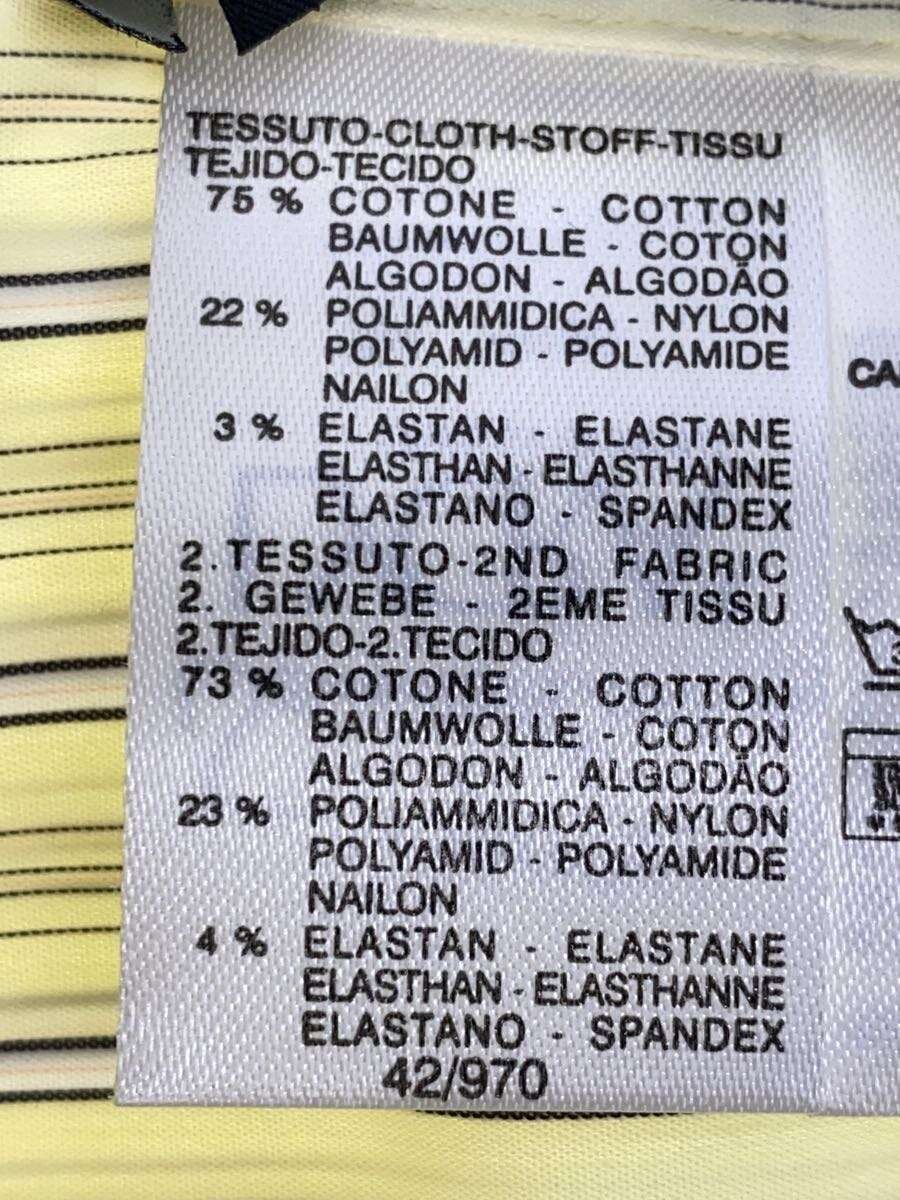 TESSUTO-CLOTH-STOFF-TISSU
TEJIDO-TECIDO
75 % COTONE - COTTON
BAUMWOLLE - COTON
ALGODON - ALGODÃO
22 % POLIAMMIDICA - NYLON
POLYAMID - POLYAMIDE
NAILON
3 % ELASTAN - ELASTANE
ELASTHAN - ELASTHANNE
ELASTANO - SPANDEX
2.TESSUTO-2ND FABRIC
2. GEWEBE - 2EME TISSU
2.TEJIDO-2.TECIDO
73 % COTONE - COTTON
BAUMWOLLE - COTON
ALGODON - ALGODÃO
23 % POLIAMMIDICA - NYLON
POLYAMID - POLYAMIDE
NAILON
4 % ELASTAN - ELASTANE
ELASTHAN - ELASTHANNE
ELASTANO - SPANDEX
42/970